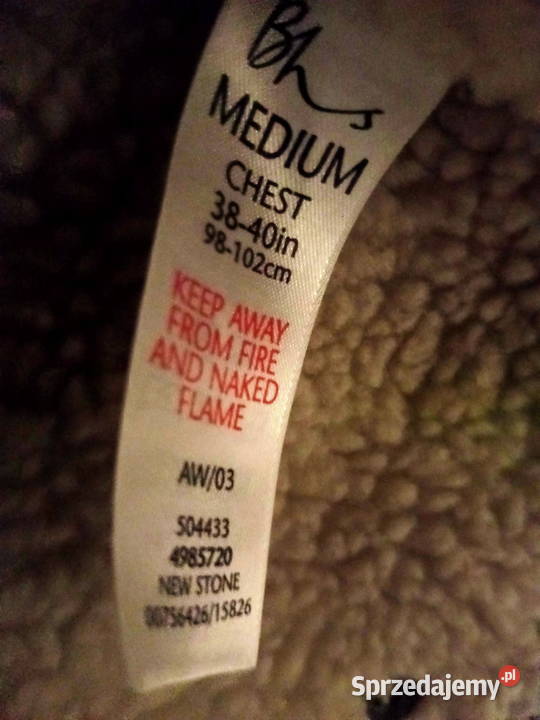 Bhs
MEDIUM
CHEST
38-40in
98-102cm
KEEP AWAY
FROM FIRE
AND NAKED
FLAME
AW/03
S04433
4985720
NEW STONE
00756426/15826
Sprzedajemy.pl